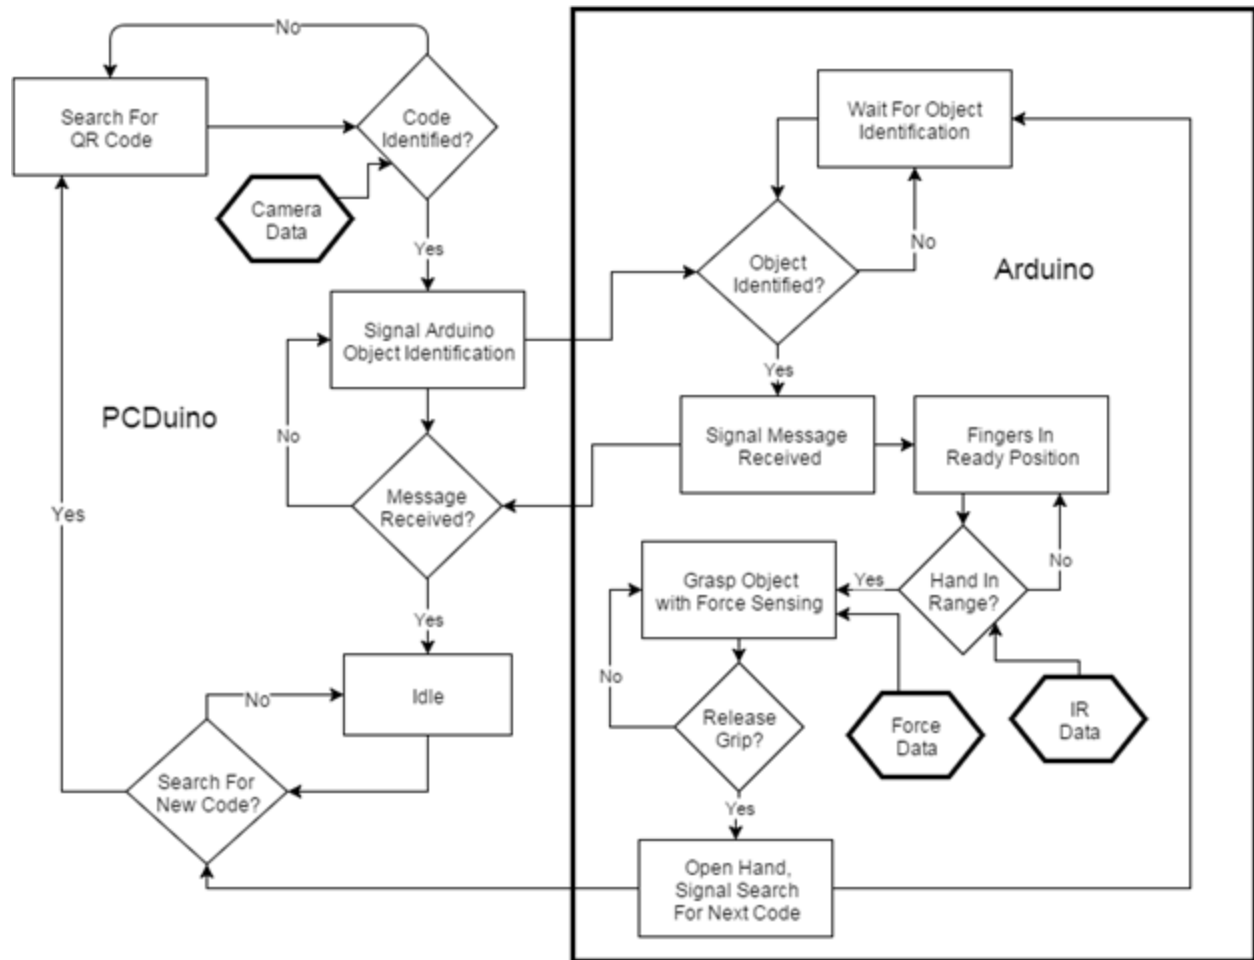 No
Search For
QR Code
Code
Identified?
Camera
Data
Yes
Signal Arduino
Object Identification
PCDuino
No
Message
Received?
Yes
Yes
Idle
No
Search For
New Code?
Wait For Object
Identification
Object
Identified?
No
Arduino
Yes
Signal Message
Received
Fingers In
Ready Position
Grasp Object
with Force Sensing
Yes
Hand In
Range?
No
No
Release
Grip?
Force
Data
IR
Data
Yes
Open Hand,
Signal Search
For Next Code